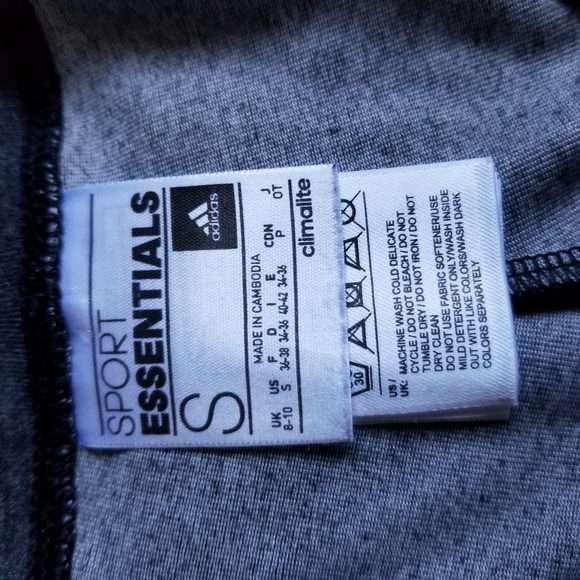 SPORT
ESSENTIALS
adidas
S
MADE IN CAMBODIA
UK US F D I E CDN J
8-10 S 36-38 34-36 40-42 34-36 P OT
climalite
30
US / MACHINE WASH COLD DELICATE
UK: CYCLE / DO NOT BLEACH / DO NOT
TUMBLE DRY / DO NOT IRON / DO NOT
DRY CLEAN
DO NOT USE FABRIC SOFTENER/USE
MILD DETERGENT ONLY/WASH INSIDE
OUT WITH LIKE COLORS/WASH DARK
COLORS SEPARATELY